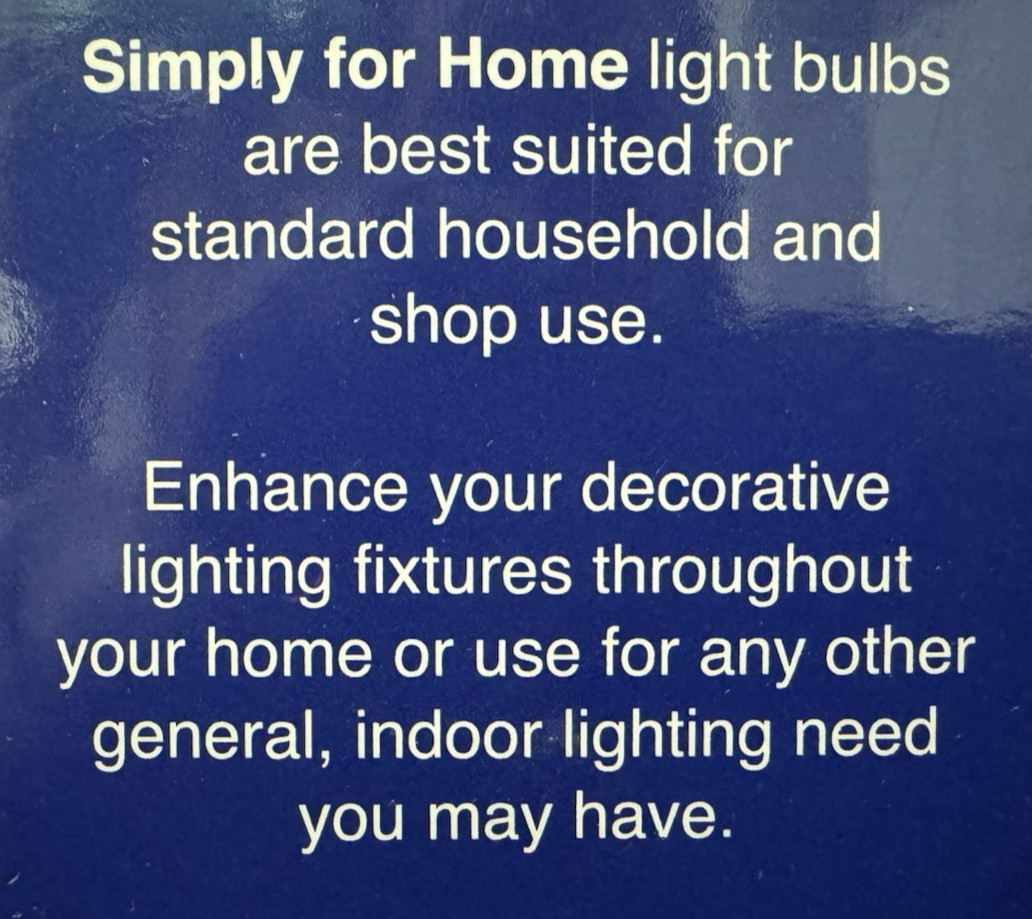 Simply for Home light bulbs
are best suited for
standard household and
shop use.
Enhance your decorative
lighting fixtures throughout
your home or use for any other
general, indoor lighting need
you may have.